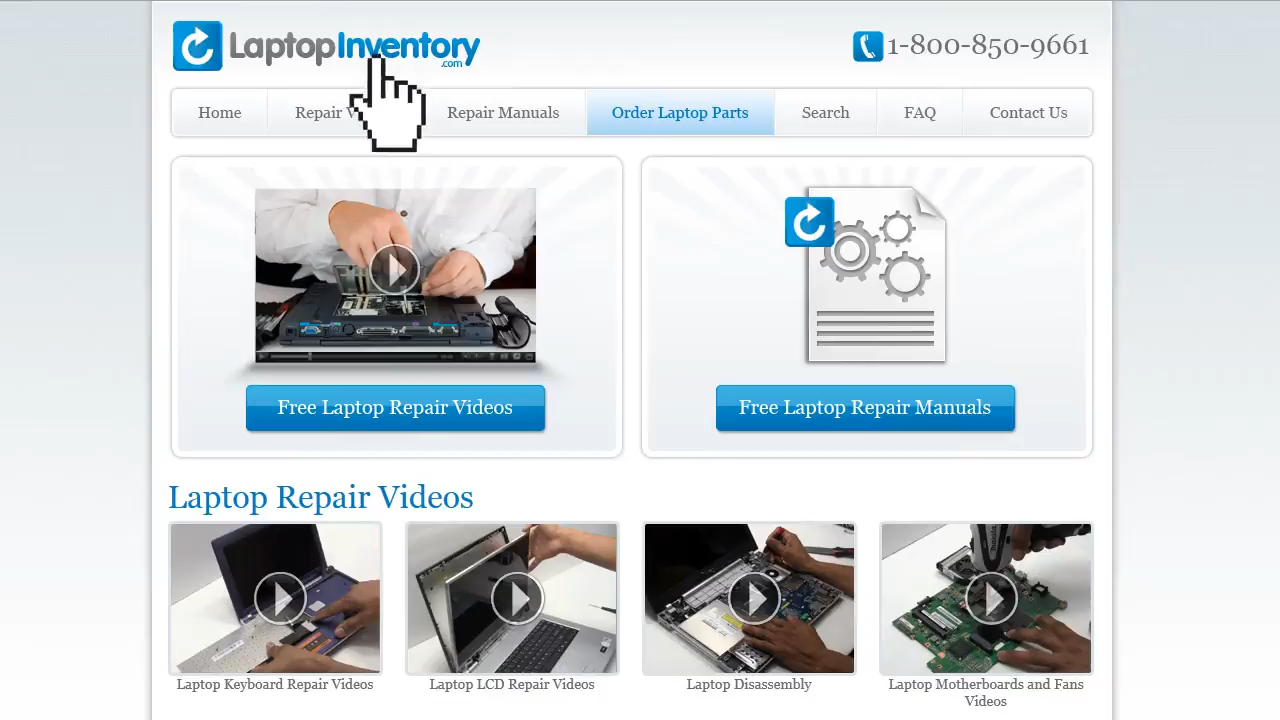 LaptopInventory
.com
1-800-850-9661
Home
Repair
Repair Manuals
Order Laptop Parts
Search
FAQ
Contact Us
Free Laptop Repair Videos
Free Laptop Repair Manuals
Laptop Repair Videos
Laptop Keyboard Repair Videos
Laptop LCD Repair Videos
Laptop Disassembly
Laptop Motherboards and Fans
Videos